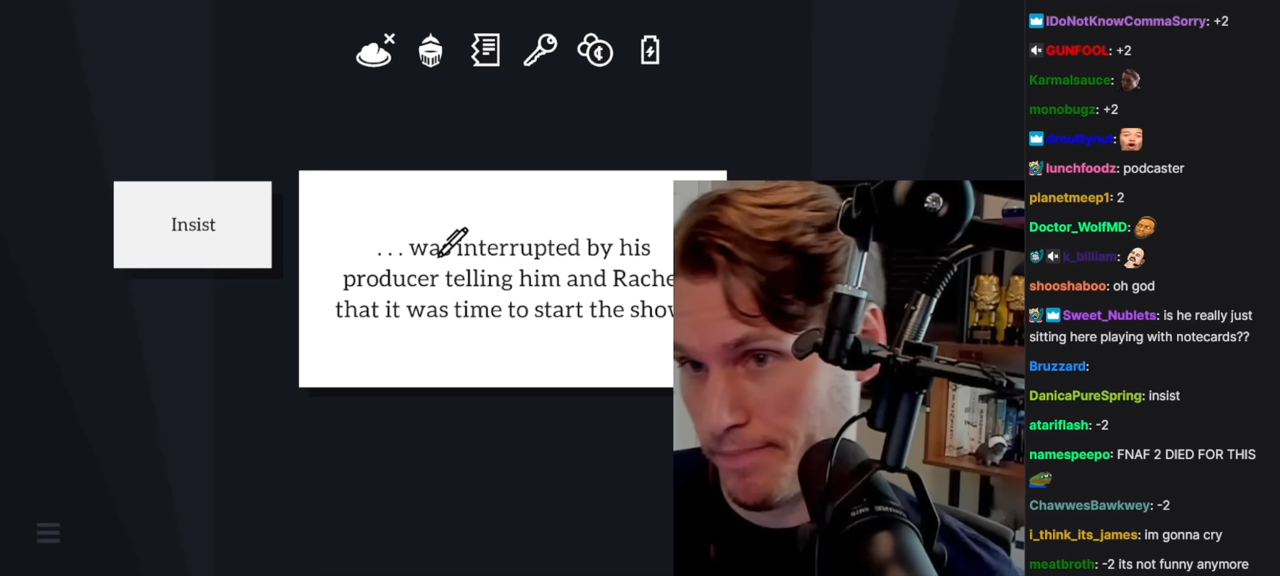 Insist
... was interrupted by his
producer telling him and Rache
that it was time to start the show
IDoNotKnowCommaSorry: +2
GUNFOOL: +2
Karmalsauce:
monobugz: +2
drnuttynut:
lunchfoodz: podcaster
planetmeep1: 2
Doctor_WolfMD:
k_billiam:
shooshaboo: oh god
Sweet_Nublets: is he really just
sitting here playing with notecards??
Bruzzard:
DanicaPureSpring: insist
atariflash: -2
namespeepo: FNAF 2 DIED FOR THIS
ChawwesBawkwey: -2
i_think_its_james: im gonna cry
meatbroth: -2 its not funny anymore